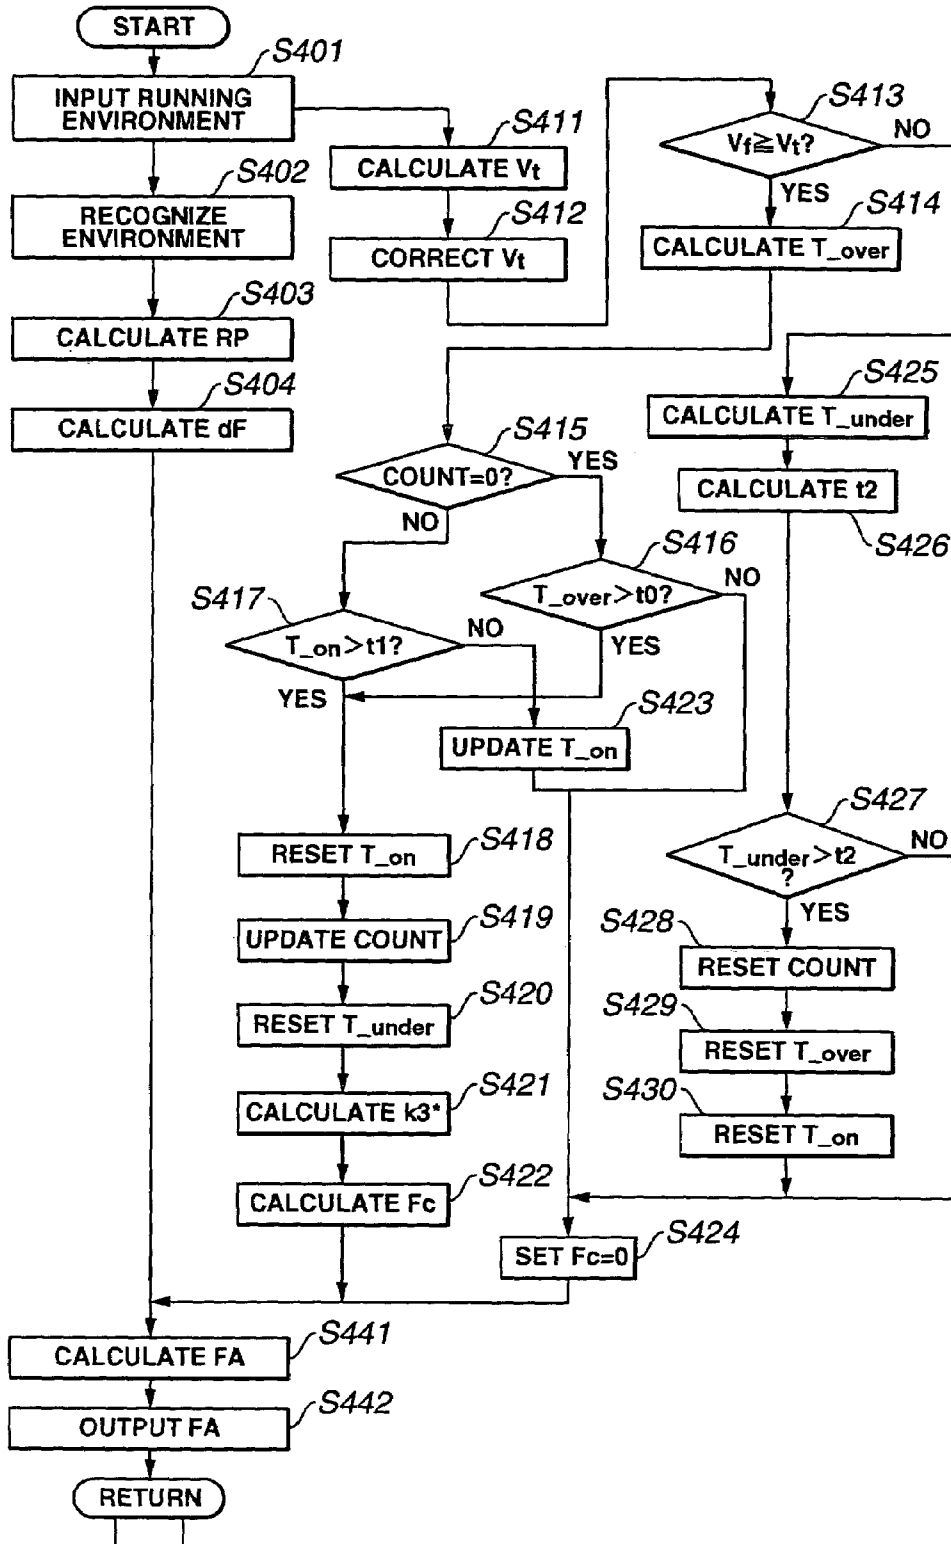 START
S401
INPUT RUNNING
ENVIRONMENT
S402
RECOGNIZE
ENVIRONMENT
S403
CALCULATE RP
S404
CALCULATE dF
S411
CALCULATE Vt
S412
CORRECT Vt
S413
Vf≧Vt?
NO
YES
S414
CALCULATE T_over
S415
COUNT=0?
YES
NO
S416
T_over>t0?
NO
YES
S417
T_on>t1?
NO
YES
S423
UPDATE T_on
S418
RESET T_on
S419
UPDATE COUNT
S420
RESET T_under
S421
CALCULATE k3*
S422
CALCULATE Fc
S424
SET Fc=0
S425
CALCULATE T_under
CALCULATE t2
S426
S427
T_under>t2
?
NO
YES
S428
RESET COUNT
S429
RESET T_over
S430
RESET T_on
S441
CALCULATE FA
S442
OUTPUT FA
RETURN